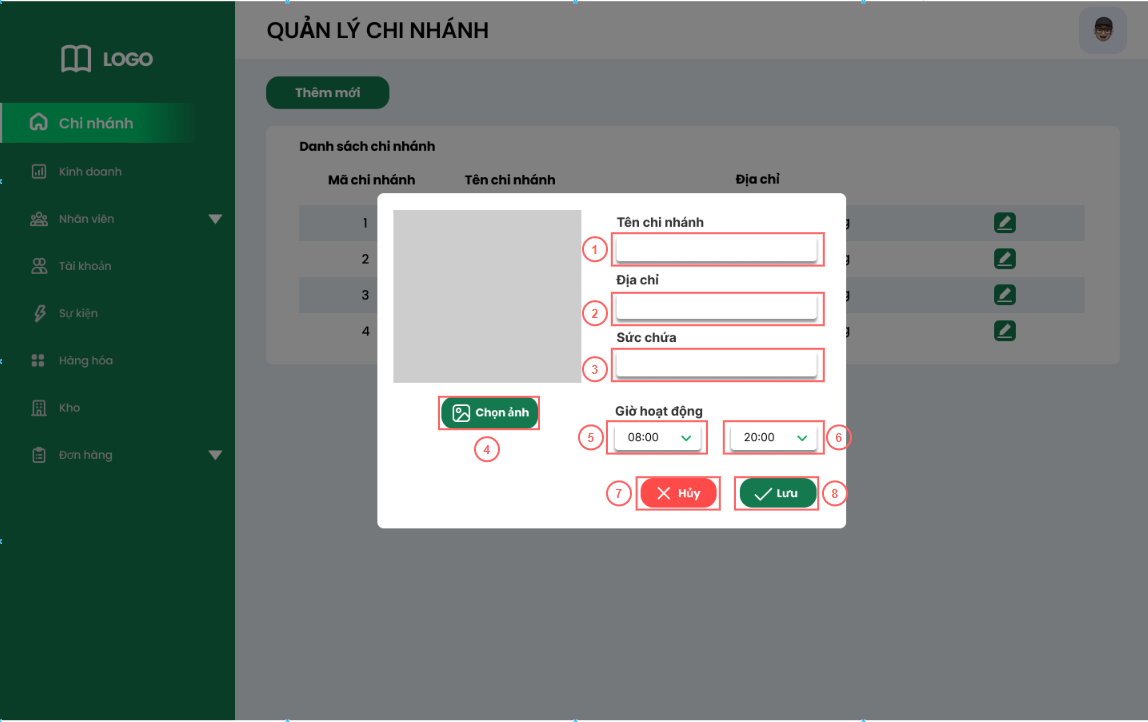 QUẢN LÝ CHI NHÁNH
LOGO
Thêm mới
Chi nhánh
Kinh doanh
Nhân viên
Tài khoản
Sự kiện
Hàng hóa
Kho
Đơn hàng
Danh sách chi nhánh
Mã chi nhánh Tên chi nhánh Địa chỉ
1 g
2 g
3 g
4 g
Tên chi nhánh
1
Địa chỉ
2
Sức chứa
3
Chọn ảnh
4
Giờ hoạt động
5 08:00 20:00 6
7 Hủy Lưu 8